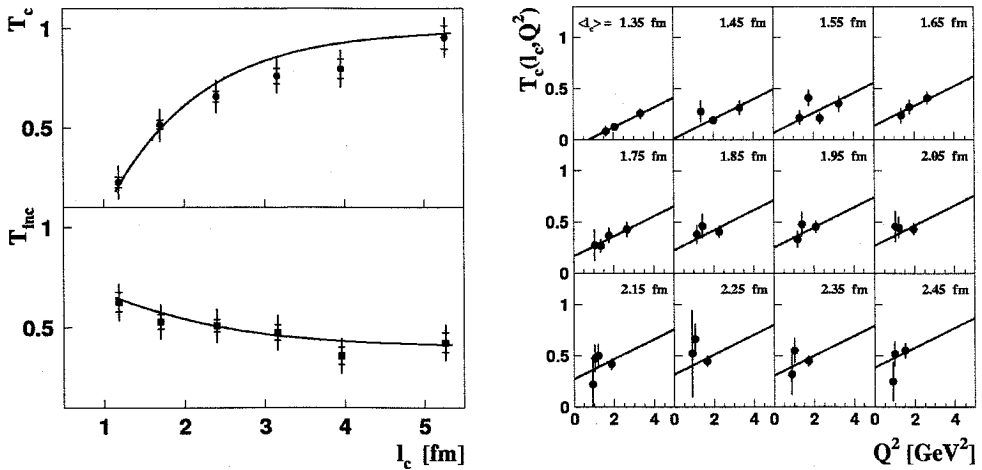 T_c
1
0.5
T_inc
1
0.5
1 2 3 4 5
l_c [fm]
T_c(l_c,Q^2)
<l_c> = 1.35 fm 1.45 fm 1.55 fm 1.65 fm
1
0.5
0
1.75 fm 1.85 fm 1.95 fm 2.05 fm
1
0.5
0
2.15 fm 2.25 fm 2.35 fm 2.45 fm
1
0.5
0
0 2 4 0 2 4 0 2 4 0 2 4
Q^2 [GeV^2]